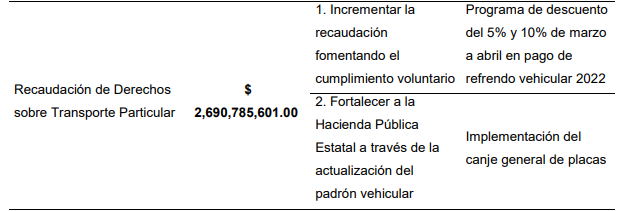 Recaudación de Derechos
sobre Transporte Particular
$
2,690,785,601.00
1. Incrementar la
recaudación
fomentando el
cumplimiento voluntario
Programa de descuento
del 5% y 10% de marzo
a abril en pago de
refrendo vehicular 2022
2. Fortalecer a la
Hacienda Pública
Estatal a través de la
actualización del
padrón vehicular
Implementación del
canje general de placas